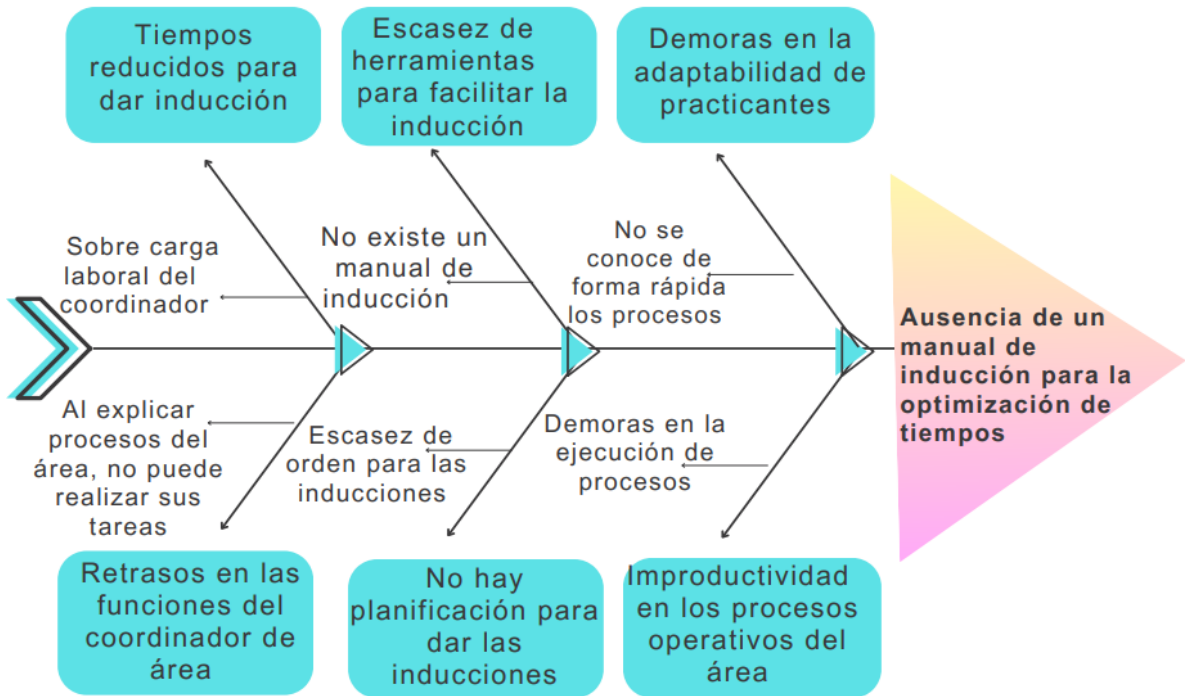 Tiempos
reducidos para
dar inducción
Escasez de
herramientas
para facilitar la
inducción
Demoras en la
adaptabilidad de
practicantes
Sobre carga
laboral del
coordinador
No existe un
manual de
inducción
No se
conoce de
forma rápida
los procesos
Ausencia de un
manual de
inducción para la
optimización de
tiempos
Al explicar
procesos del
área, no puede
realizar sus
tareas
Escasez de
orden para las
inducciones
Demoras en la
ejecución de
procesos
Retrasos en las
funciones del
coordinador de
área
No hay
planificación para
dar las
inducciones
Improductividad
en los procesos
operativos del
área